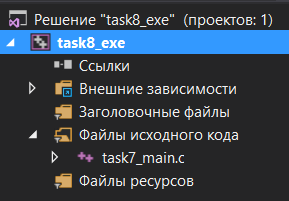 Решение "task8_exe" (проектов: 1)
task8_exe
Ссылки
Внешние зависимости
Заголовочные файлы
Файлы исходного кода
task7_main.c
Файлы ресурсов